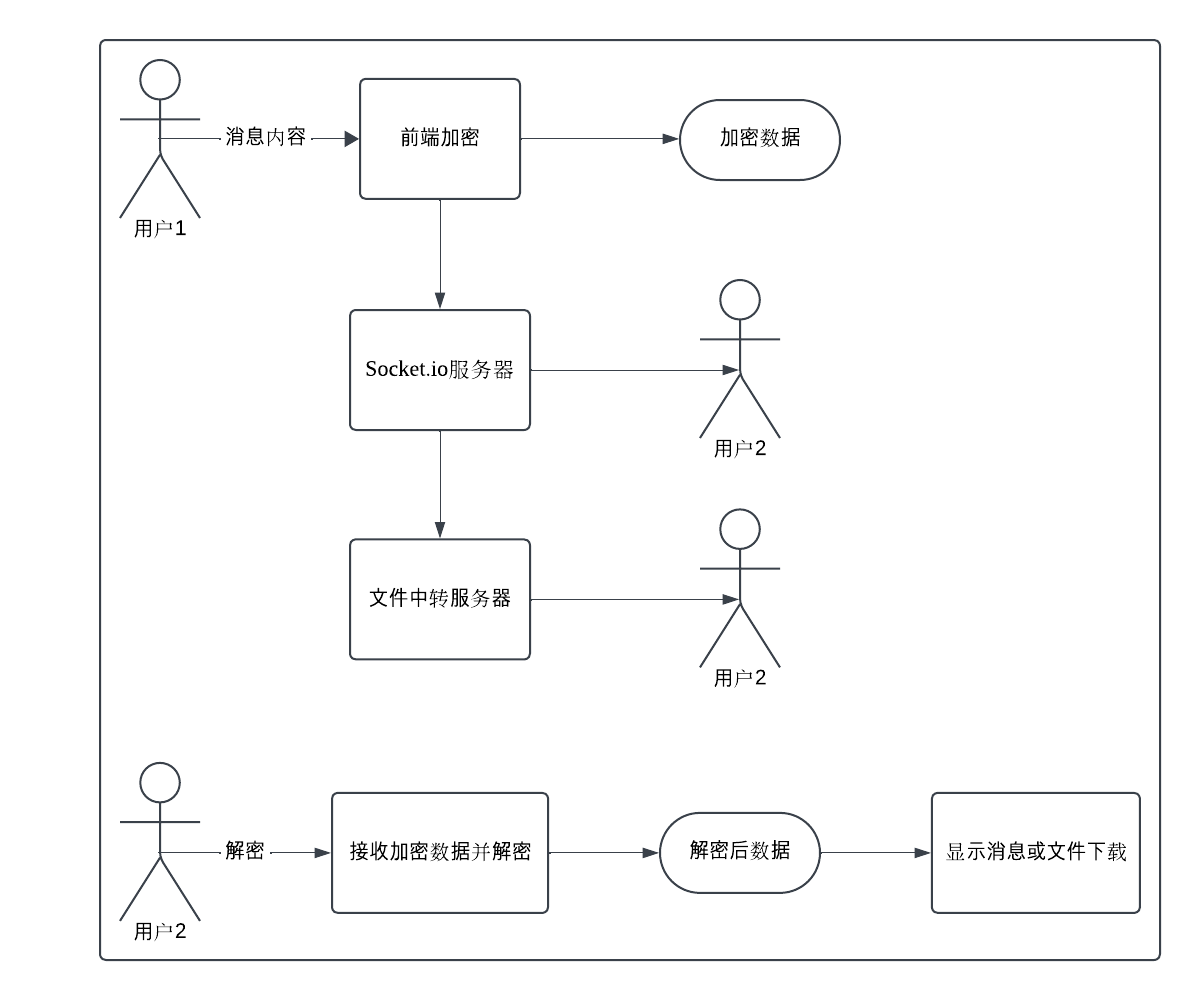 消息内容
前端加密
加密数据
用户1
Socket.io服务器
用户2
文件中转服务器
用户2
解密
接收加密数据并解密
解密后数据
显示消息或文件下载
用户2